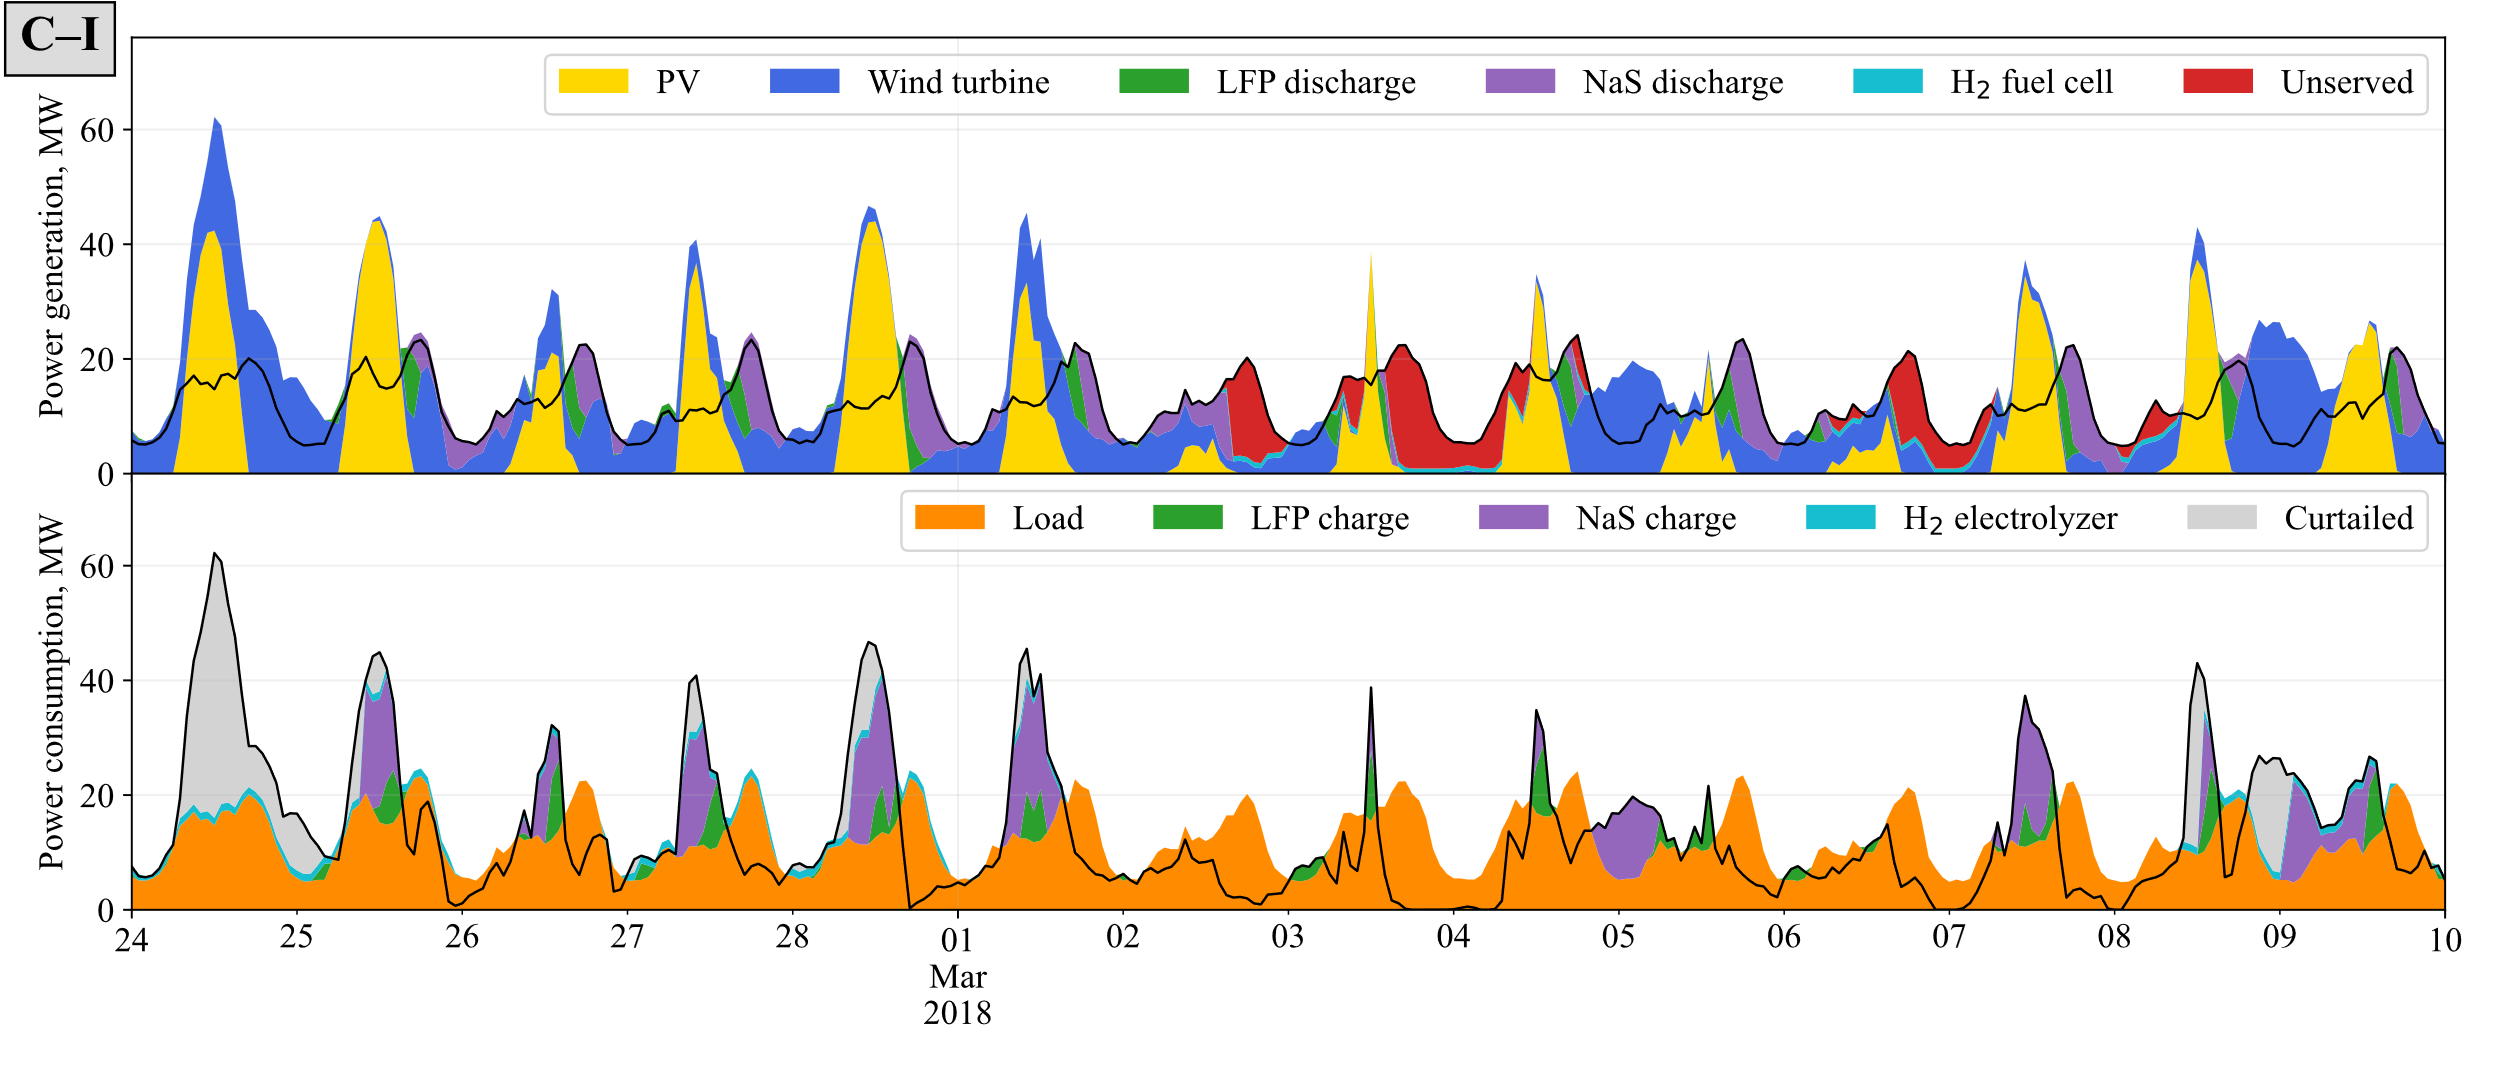 C–I
PV Wind turbine LFP discharge NaS discharge H₂ fuel cell Unserved
Power generation, MW
60
40
20
0
Load LFP charge NaS charge H₂ electrolyzer Curtailed
Power consumption, MW
60
40
20
0
24 25 26 27 28 01 02 03 04 05 06 07 08 09 10
Mar
2018